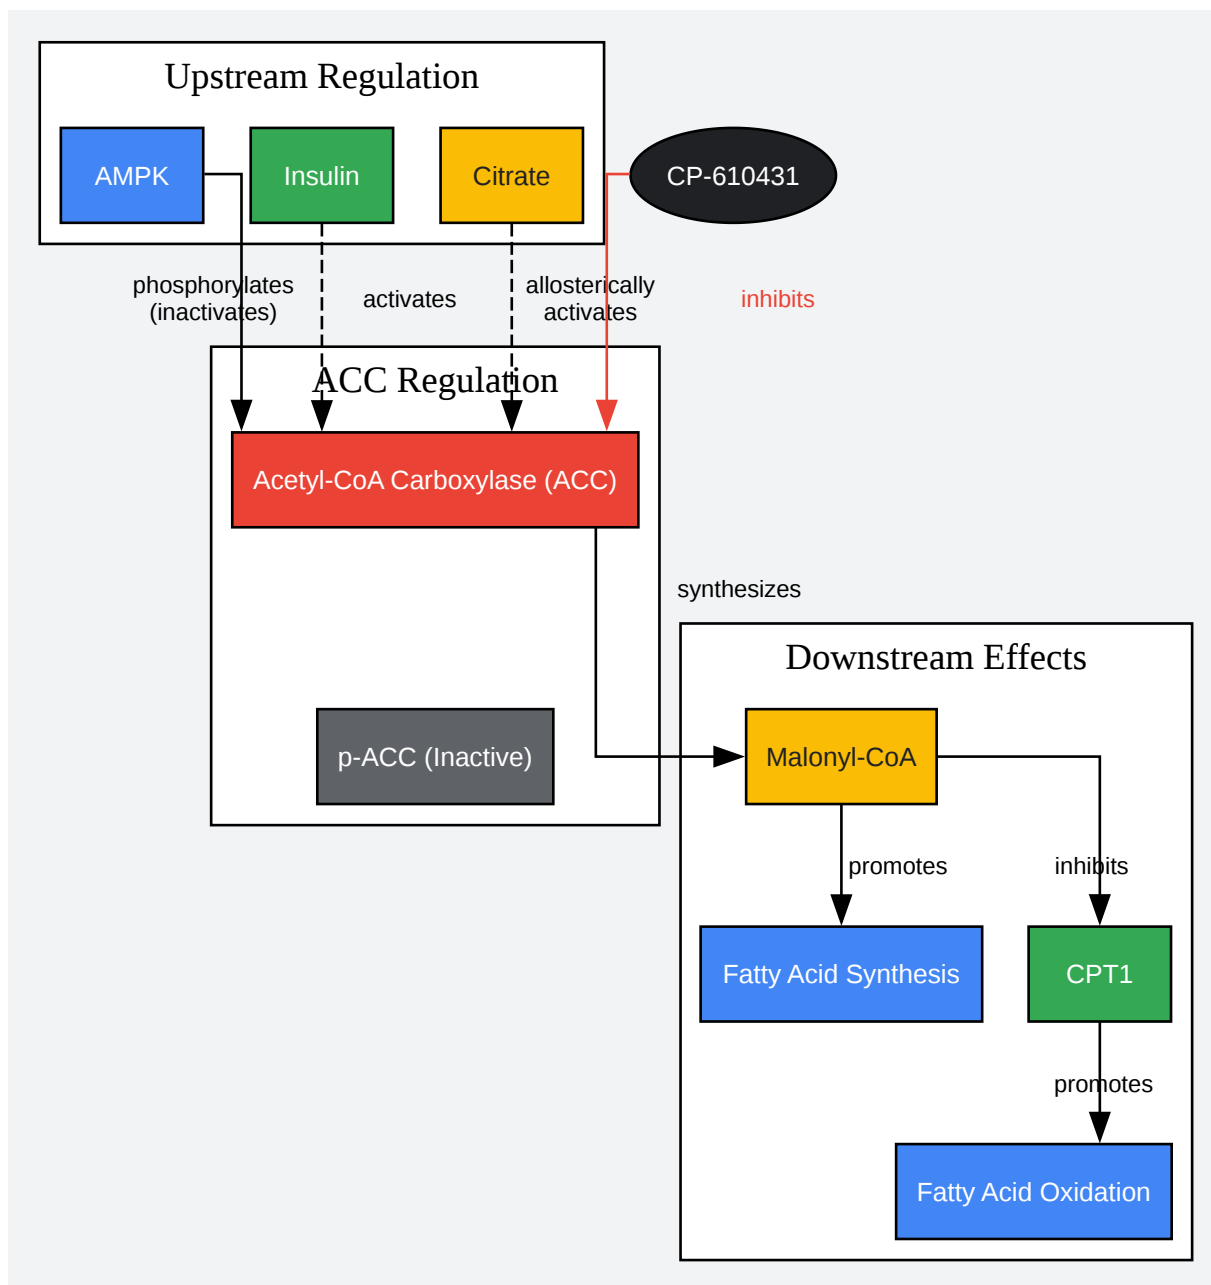 Upstream Regulation
AMPK
Insulin
Citrate
CP-610431
phosphorylates
(inactivates)
activates
allosterically
activates
inhibits
ACC Regulation
Acetyl-CoA Carboxylase (ACC)
synthesizes
Downstream Effects
p-ACC (Inactive)
Malonyl-CoA
promotes
inhibits
Fatty Acid Synthesis
CPT1
promotes
Fatty Acid Oxidation